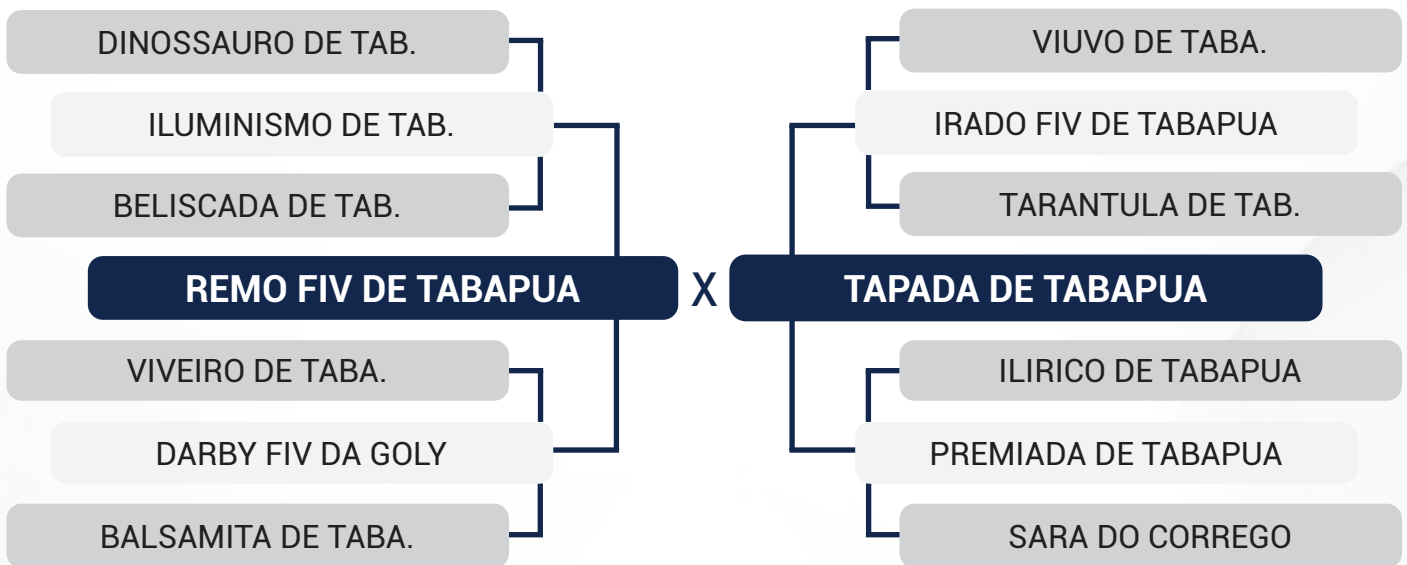 DINOSSAURO DE TAB.
VIUVO DE TABA.
ILUMINISMO DE TAB.
IRADO FIV DE TABAPUA
BELISCADA DE TAB.
TARANTULA DE TAB.
REMO FIV DE TABAPUA X TAPADA DE TABAPUA
VIVEIRO DE TABA.
ILIRICO DE TABAPUA
DARBY FIV DA GOLY
PREMIADA DE TABAPUA
BALSAMITA DE TABA.
SARA DO CORREGO